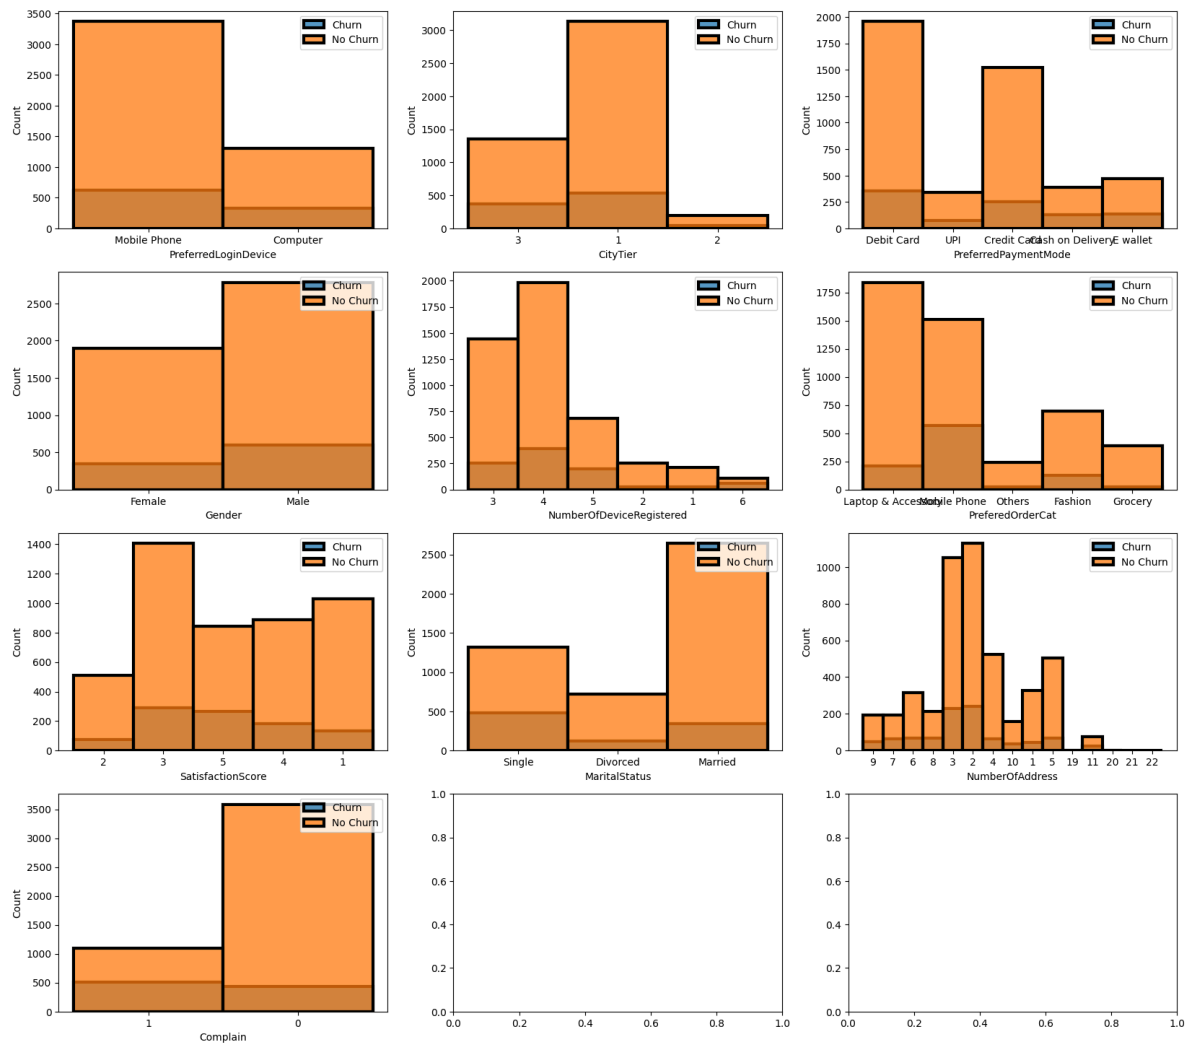 Churn
No Churn
3500
3000
2500
2000
1500
1000
500
0
Count
Mobile Phone Computer
PreferredLoginDevice
Churn
No Churn
3000
2500
2000
1500
1000
500
0
Count
3 1 2
CityTier
Churn
No Churn
2000
1750
1500
1250
1000
750
500
250
0
Count
Debit Card UPI Credit Card Cash on Delivery E wallet
PreferredPaymentMode
Churn
No Churn
2500
2000
1500
1000
500
0
Count
Female Male
Gender
Churn
No Churn
2000
1750
1500
1250
1000
750
500
250
0
Count
3 4 5 2 1 6
NumberOfDeviceRegistered
Churn
No Churn
1750
1500
1250
1000
750
500
250
0
Count
Laptop & Accessory Mobile Phone Others Fashion Grocery
PreferedOrderCat
Churn
No Churn
1400
1200
1000
800
600
400
200
0
Count
2 3 5 4 1
SatisfactionScore
Churn
No Churn
2500
2000
1500
1000
500
0
Count
Single Divorced Married
MaritalStatus
Churn
No Churn
1000
800
600
400
200
0
Count
9 7 6 8 3 2 4 10 1 5 19 11 20 21 22
NumberOfAddress
Churn
No Churn
3500
3000
2500
2000
1500
1000
500
0
Count
1 0
Complain
1.0
0.8
0.6
0.4
0.2
0.0
0.0 0.2 0.4 0.6 0.8 1.0
1.0
0.8
0.6
0.4
0.2
0.0
0.0 0.2 0.4 0.6 0.8 1.0